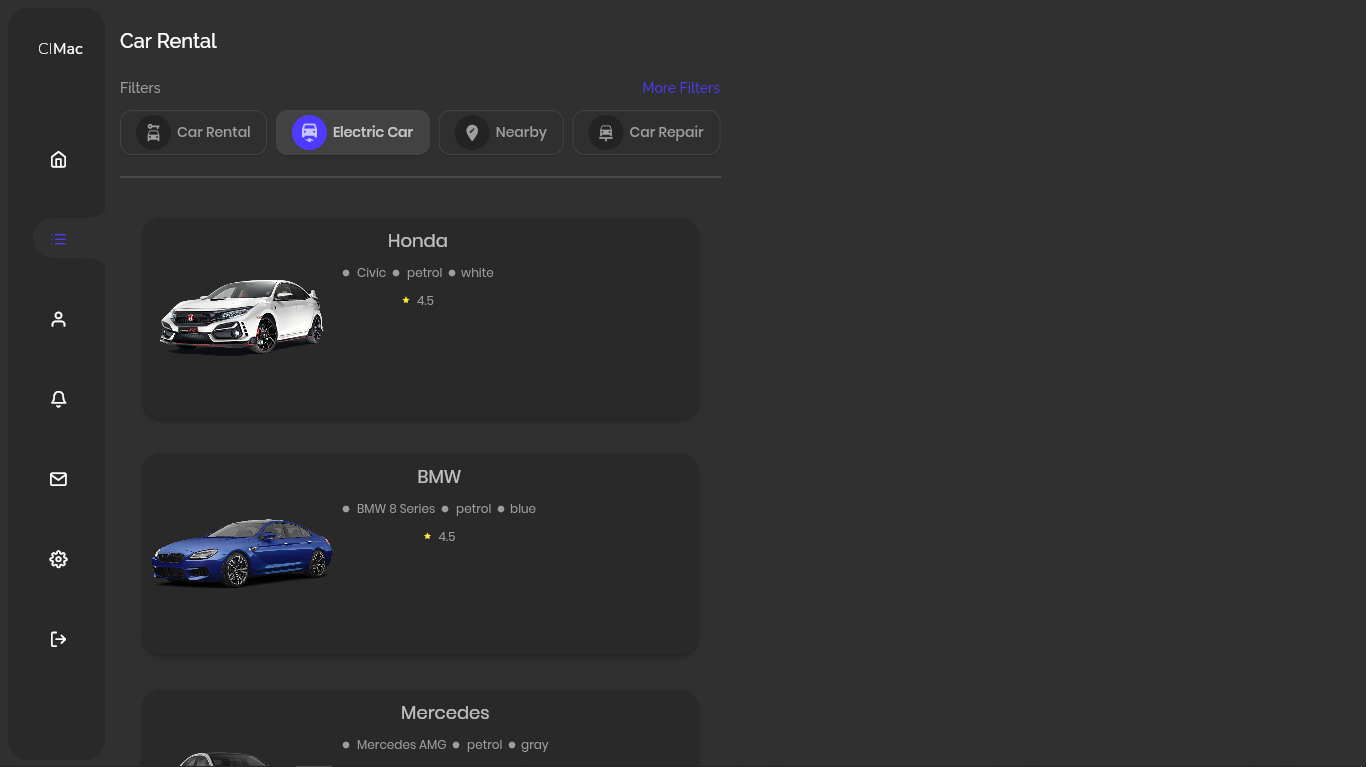 CIMac
Car Rental
Filters
More Filters
Car Rental
Electric Car
Nearby
Car Repair
Honda
● Civic ● petrol ● white
4.5
BMW
● BMW 8 Series ● petrol ● blue
4.5
Mercedes
● Mercedes AMG ● petrol ● gray